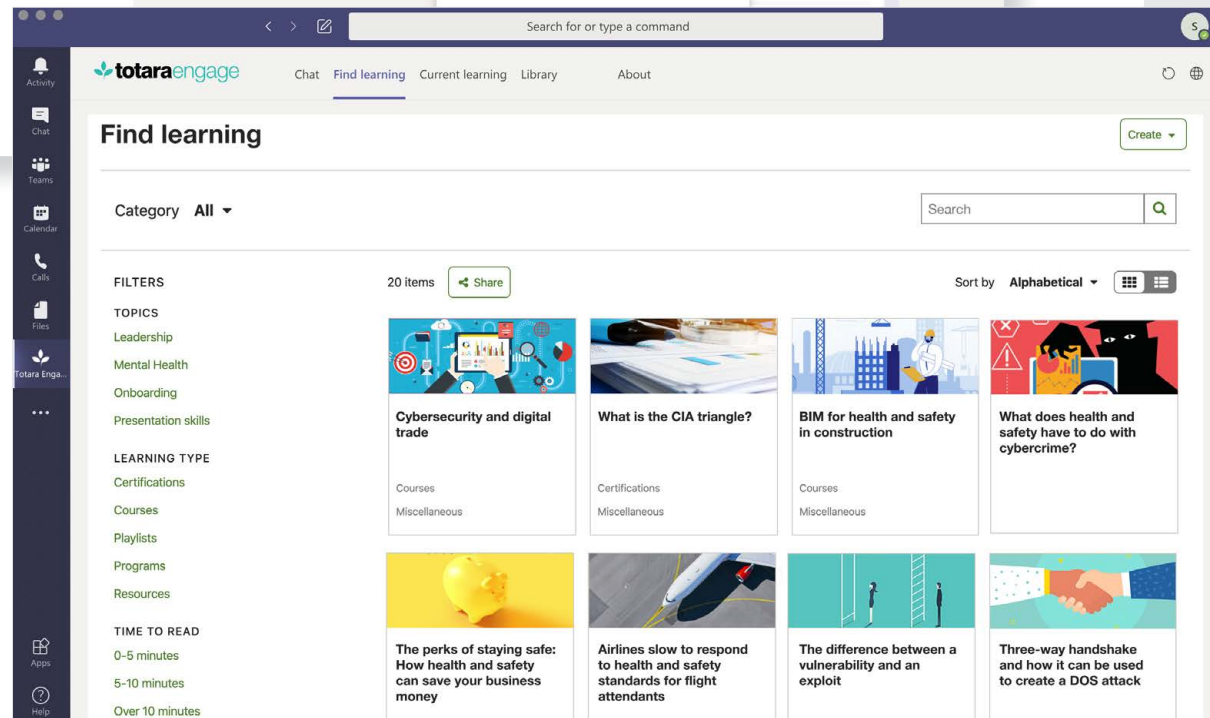 Search for or type a command
S
Activity
Chat
Teams
Calendar
Calls
Files
Totara Enga...
Apps
Help
totaraengage
Chat Find learning Current learning Library About
Find learning
Create
Category All
Search
FILTERS
TOPICS
Leadership
Mental Health
Onboarding
Presentation skills
LEARNING TYPE
Certifications
Courses
Playlists
Programs
Resources
TIME TO READ
0-5 minutes
5-10 minutes
Over 10 minutes
20 items Share
Sort by Alphabetical
Cybersecurity and digital
trade
Courses
Miscellaneous
What is the CIA triangle?
Certifications
Miscellaneous
BIM for health and safety
in construction
Courses
Miscellaneous
What does health and
safety have to do with
cybercrime?
The perks of staying safe:
How health and safety
can save your business
money
Airlines slow to respond
to health and safety
standards for flight
attendants
The difference between a
vulnerability and an
exploit
Three-way handshake
and how it can be used
to create a DOS attack